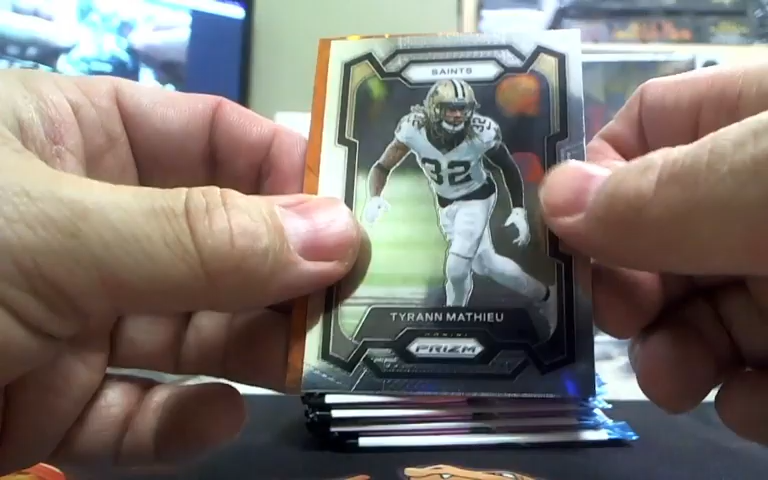 SAINTS
32
32
TYRANN MATHIEU
PANINI
PRIZM